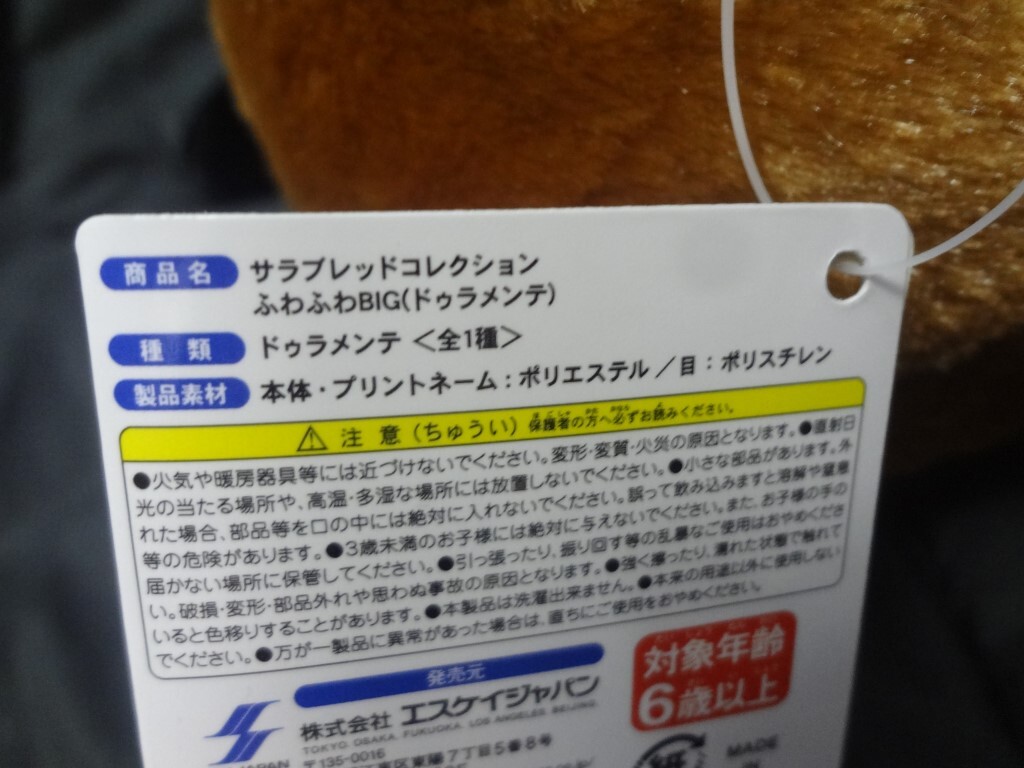 商品名 サラブレッドコレクション
ふわふわBIG(ドゥラメンテ)
種類 ドゥラメンテ <全1種>
製品素材 本体・プリントネーム:ポリエステル/目:ポリスチレン
⚠ 注意(ちゅうい) 保護者の方へ必ずお読みください。
●火気や暖房器具等には近づけないでください。変形・変質・火災の原因となります。●直射日
光の当たる場所や、高温・多湿な場所には放置しないでください。●小さな部品があります。外
れた場合、部品等を口の中には絶対に入れないでください。誤って飲み込みますと溶解や窒息
等の危険があります。●3歳未満のお子様には絶対に与えないでください。また、お子様の手の
届かない場所に保管してください。●引っ張ったり、振り回す等の乱暴なご使用はおやめくださ
い。破損・変形・部品外れや思わぬ事故の原因となります。●強く擦ったり、濡れた状態で触れて
いると色移りすることがあります。●本製品は洗濯出来ません。●本来の用途以外に使用しない
でください。●万が一製品に異常があった場合は、直ちにご使用をおやめください。
発売元
株式会社 エスケイジャパン
TOKYO. OSAKA. FUKUOKA. LOS ANGELES. BEIJING.
〒135-0016
東陽7丁目5番8号
JAPAN
対象年齢
6歳以上
紙
MADE